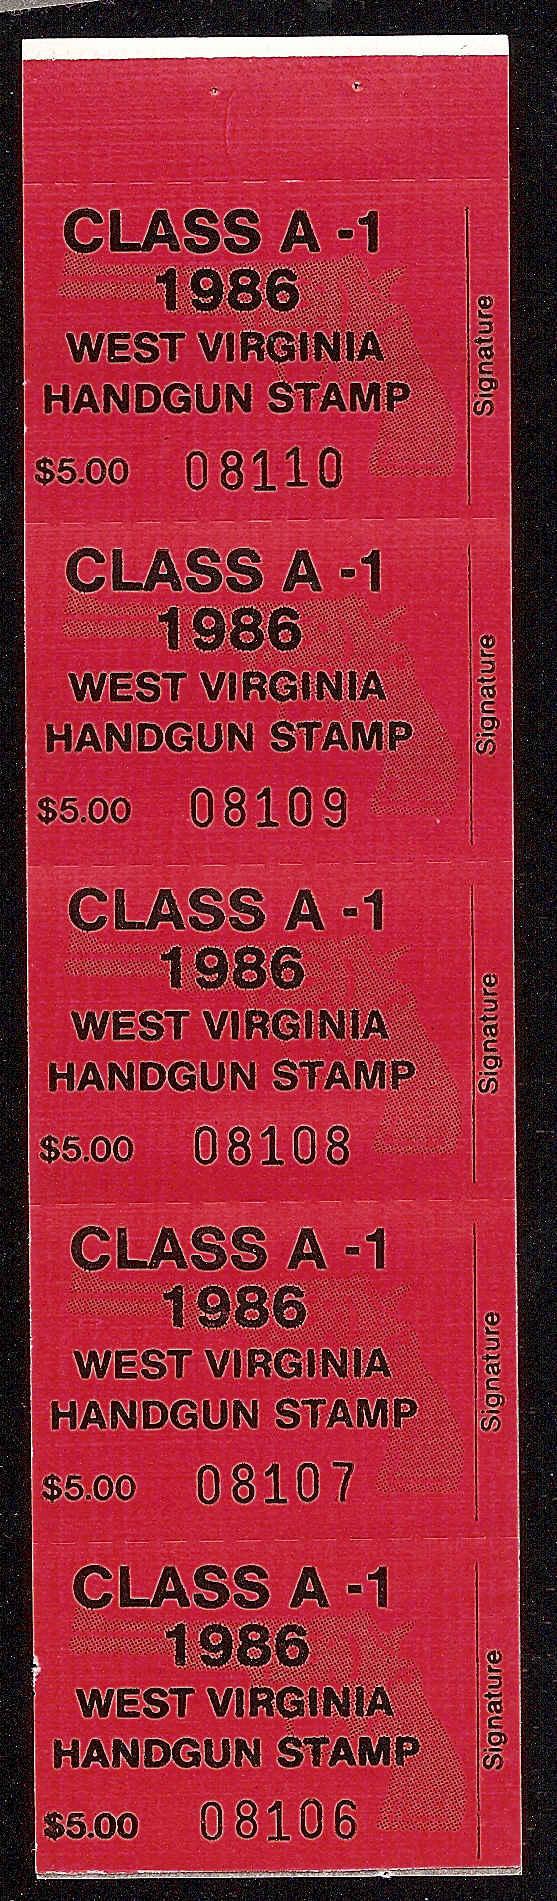 CLASS A -1
1986
WEST VIRGINIA
HANDGUN STAMP
$5.00 08110
Signature
CLASS A -1
1986
WEST VIRGINIA
HANDGUN STAMP
$5.00 08109
Signature
CLASS A -1
1986
WEST VIRGINIA
HANDGUN STAMP
$5.00 08108
Signature
CLASS A -1
1986
WEST VIRGINIA
HANDGUN STAMP
$5.00 08107
Signature
CLASS A -1
1986
WEST VIRGINIA
HANDGUN STAMP
$5.00 08106
Signature